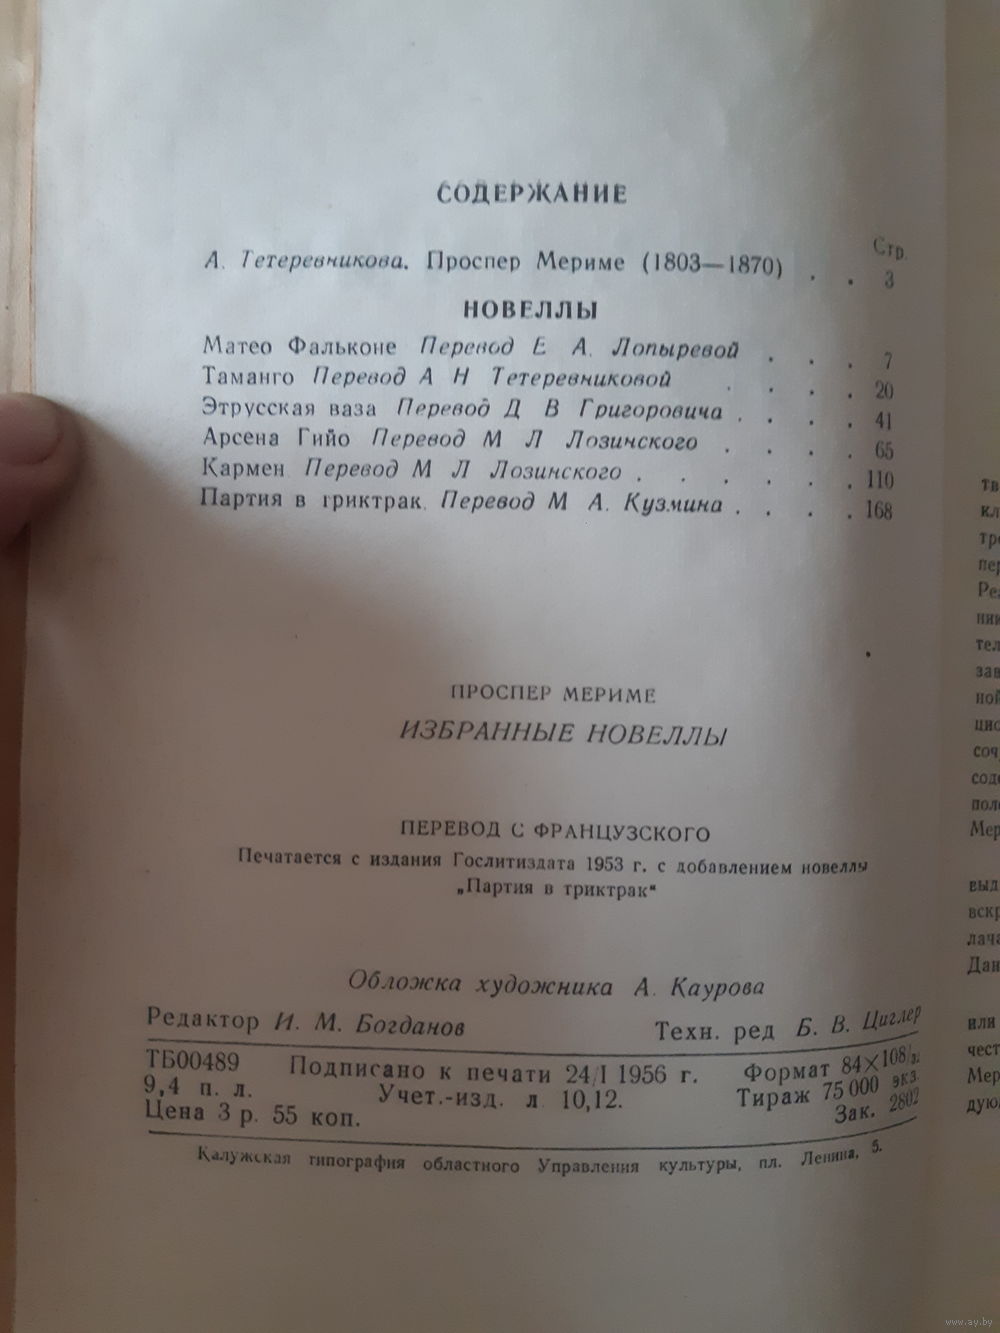 СОДЕРЖАНИЕ
Стр.
А. Тетеревникова. Проспер Мериме (1803—1870) . . 3
НОВЕЛЛЫ
Матео Фальконе Перевод Е А. Лопыревой . . . 7
Таманго Перевод А Н Тетеревниковой . . . . 20
Этрусская ваза Перевод Д В Григоровича . . . . 41
Арсена Гийо Перевод М Л Лозинского . . . . 65
Кармен Перевод М Л Лозинского . . . . . . 110
Партия в триктрак. Перевод М А. Кузмина . . . . 168
ПРОСПЕР МЕРИМЕ
ИЗБРАННЫЕ НОВЕЛЛЫ
ПЕРЕВОД С ФРАНЦУЗСКОГО
Печатается с издания Гослитиздата 1953 г. с добавлением новеллы
„Партия в триктрак“
Обложка художника А. Каурова
Редактор И. М. Богданов Техн. ред Б. В. Циглер
ТБ00489 Подписано к печати 24/I 1956 г. Формат 84×108/32
9,4 п. л. Учет.-изд. л 10,12. Тираж 75 000 экз.
Цена 3 р. 55 коп. Зак. 2802
Калужская типография областного Управления культуры, пл. Ленина, 5.
www.ay.by